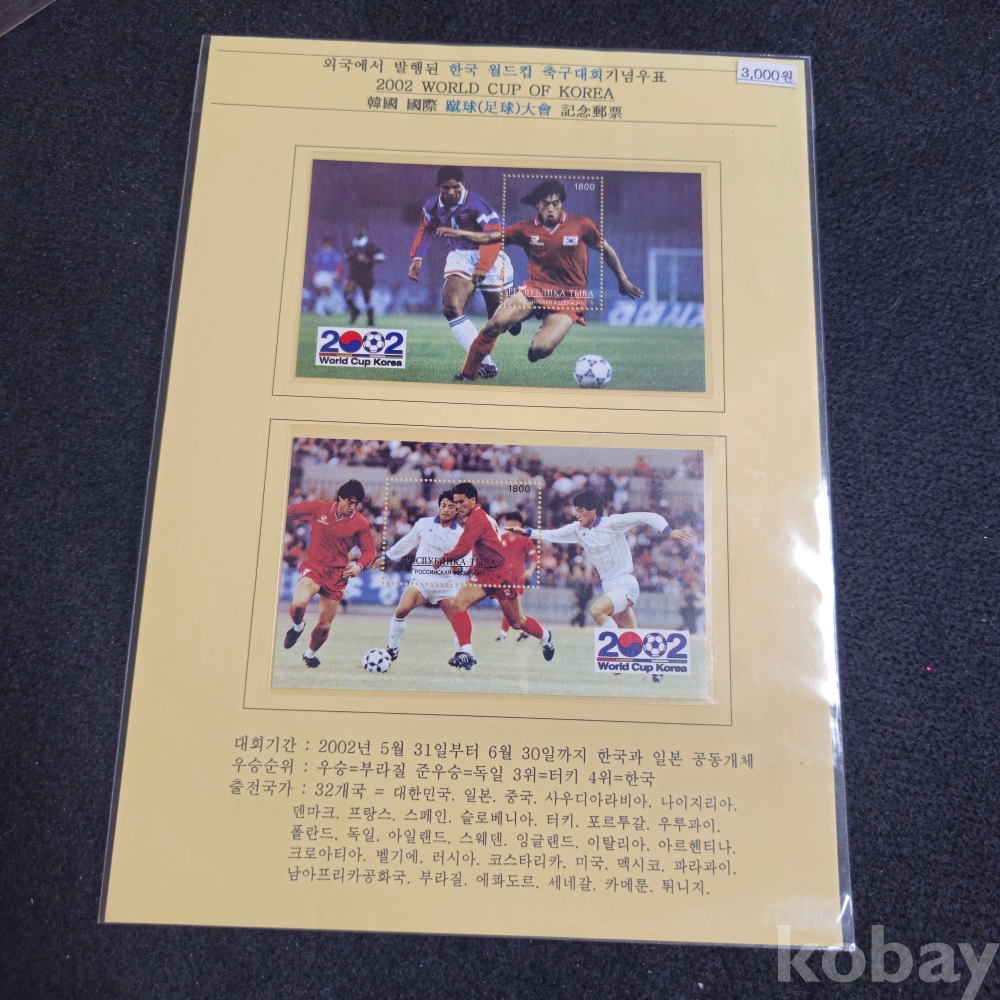 외국에서 발행된 한국 월드컵 축구대회기념우표
3,000원
2002 WORLD CUP OF KOREA
韓國 國際 蹴球(足球)大會 記念郵票
1800
РЕСПУБЛИКА ТЫВА
РОССИЙСКАЯ ФЕДЕРАЦИЯ
2002
World Cup Korea
1800
РЕСПУБЛИКА ТЫВА
РОССИЙСКАЯ ФЕДЕРАЦИЯ
2002
World Cup Korea
대회기간 : 2002년 5월 31일부터 6월 30일까지 한국과 일본 공동개체
우승순위 : 우승=부라질 준우승=독일 3위=터키 4위=한국
출전국가 : 32개국 = 대한민국. 일본. 중국. 사우디아라비아. 나이지리아.
덴마크. 프랑스. 스페인. 슬로베니아. 터키. 포르투갈. 우루과이.
폴란드. 독일. 아일랜드. 스웨덴. 잉글랜드. 이탈리아. 아르헨티나.
크로아티아. 벨기에. 러시아. 코스타리카. 미국. 멕시코. 파라과이.
남아프리카공화국. 부라질. 에콰도르. 세네갈. 카메룬. 튀니지.
kobay